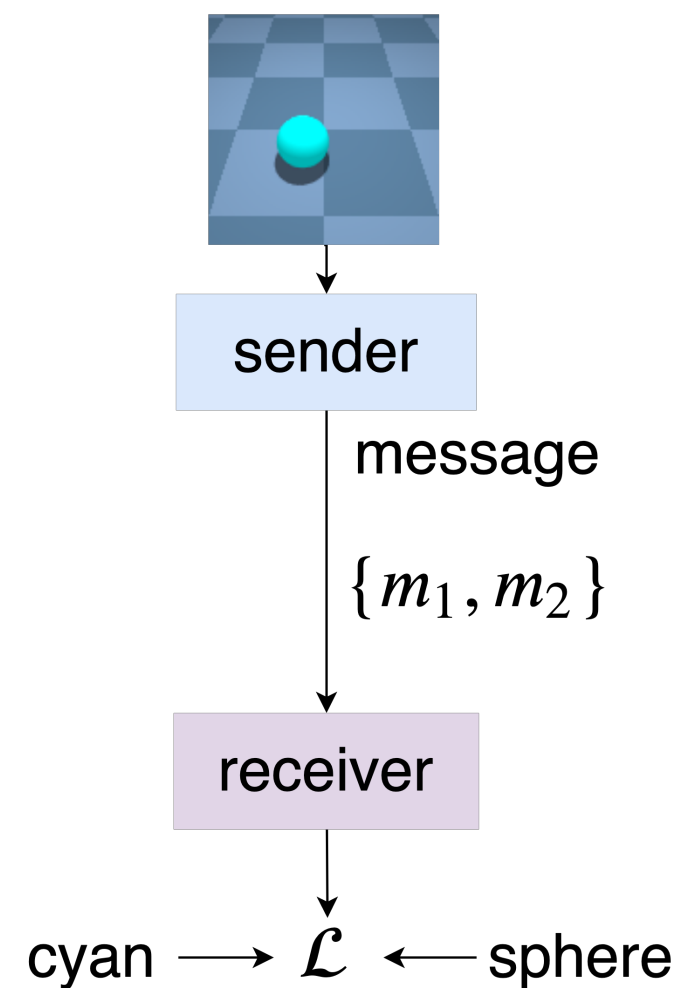 sender
message
{m₁, m₂}
receiver
cyan ℒ sphere